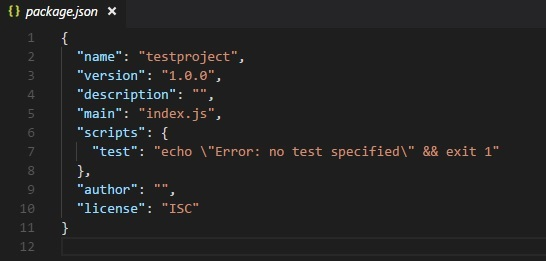 {} package.json ×
1 {
2 "name": "testproject",
3 "version": "1.0.0",
4 "description": "",
5 "main": "index.js",
6 "scripts": {
7 "test": "echo \"Error: no test specified\" && exit 1"
8 },
9 "author": "",
10 "license": "ISC"
11 }
12